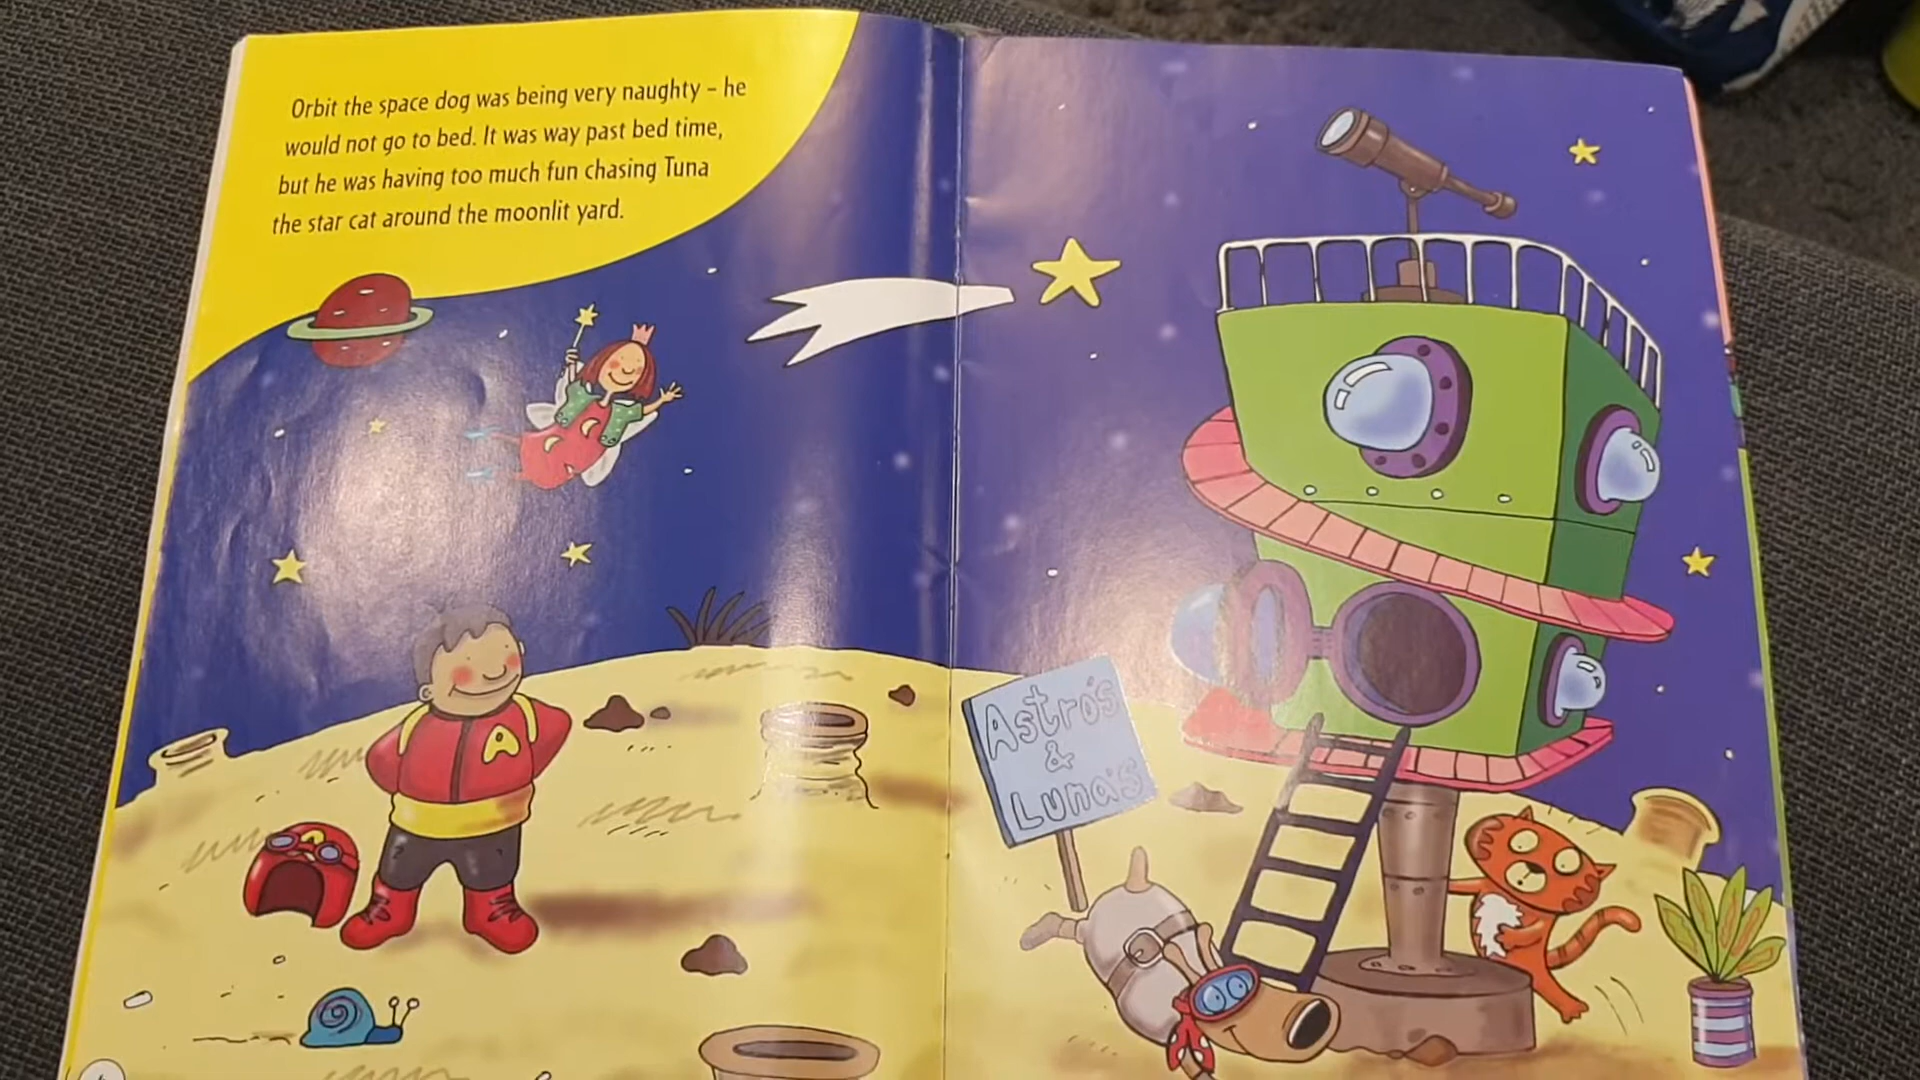 Orbit the space dog was being very naughty – he
would not go to bed. It was way past bed time,
but he was having too much fun chasing Tuna
the star cat around the moonlit yard.
A
A
Astro's
&
Luna's